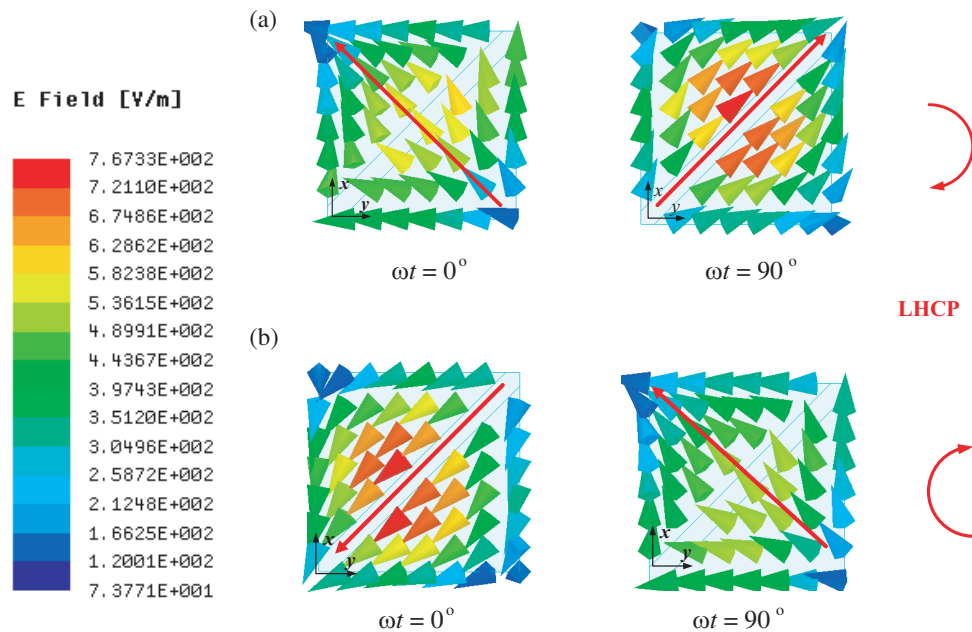 (a)
E Field [V/m]
7.6733E+002
7.2110E+002
6.7486E+002
6.2862E+002
5.8238E+002
5.3615E+002
4.8991E+002
4.4367E+002
3.9743E+002
3.5120E+002
3.0496E+002
2.5872E+002
2.1248E+002
1.6625E+002
1.2001E+002
7.3771E+001
x
y
x
y
ωt = 0°
ωt = 90°
LHCP
(b)
x
y
x
y
ωt = 0°
ωt = 90°